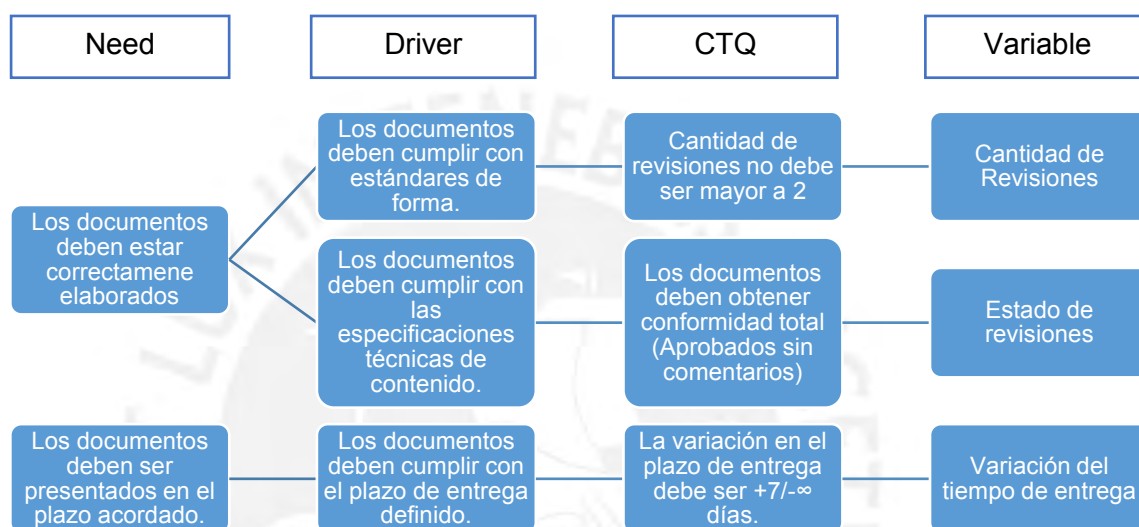 Need
Driver
CTQ
Variable
Los documentos
deben estar
correctamene
elaborados
Los documentos
deben cumplir con
estándares de
forma.
Cantidad de
revisiones no debe
ser mayor a 2
Cantidad de
Revisiones
Los documentos
deben cumplir con
las
especificaciones
técnicas de
contenido.
Los documentos
deben obtener
conformidad total
(Aprobados sin
comentarios)
Estado de
revisiones
Los documentos
deben ser
presentados en el
plazo acordado.
Los documentos
deben cumplir con
el plazo de entrega
definido.
La variación en el
plazo de entrega
debe ser +7/-∞
días.
Variación del
tiempo de entrega